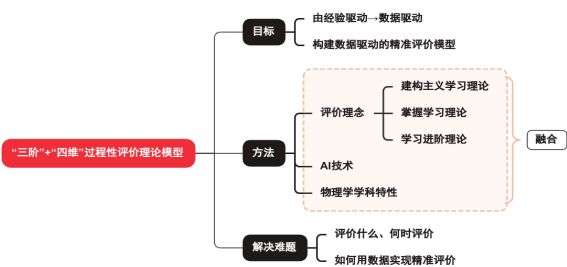 目标
由经验驱动→数据驱动
构建数据驱动的精准评价模型
“三阶”+“四维”过程性评价理论模型
方法
评价理念
建构主义学习理论
掌握学习理论
学习进阶理论
AI技术
物理学学科特性
融合
解决难题
评价什么、何时评价
如何用数据实现精准评价